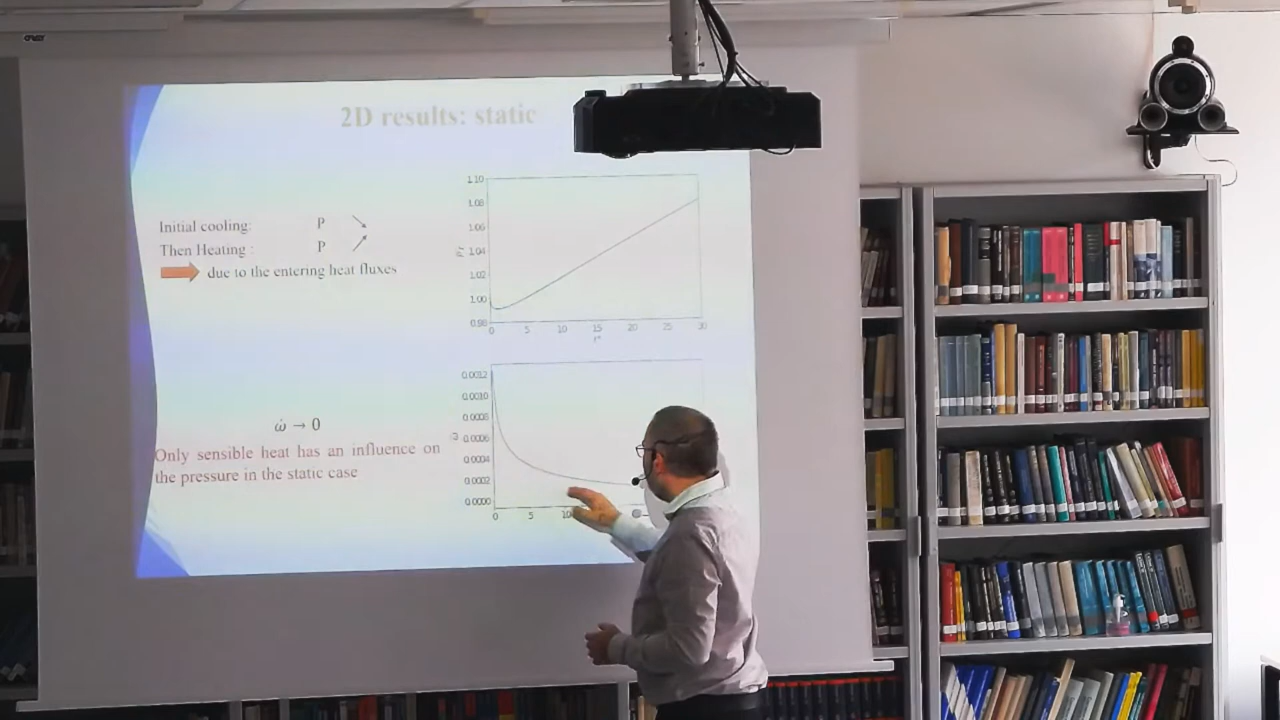 2D results: static
Initial cooling: P ↘
Then Heating : P ↗
due to the entering heat fluxes
1.10
1.08
1.06
1.04
1.02
1.00
0.98
0 5 10 15 20 25 30
t*
ω̇ → 0
Only sensible heat has an influence on
the pressure in the static case
0.0012
0.0010
0.0008
0.0006
0.0004
0.0002
0.0000
0 5